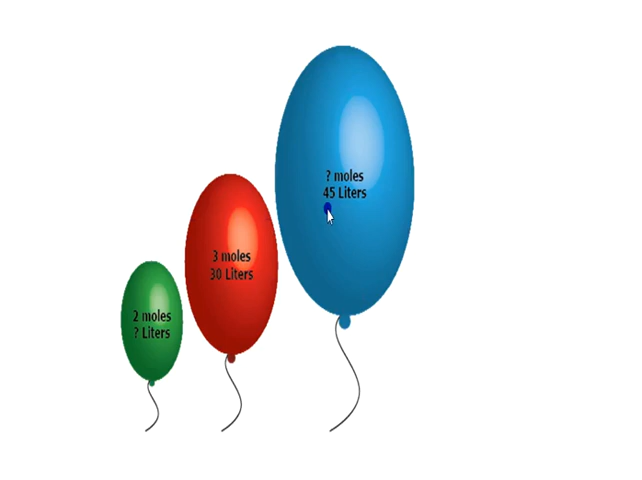 ? moles
45 Liters
3 moles
30 Liters
2 moles
? Liters